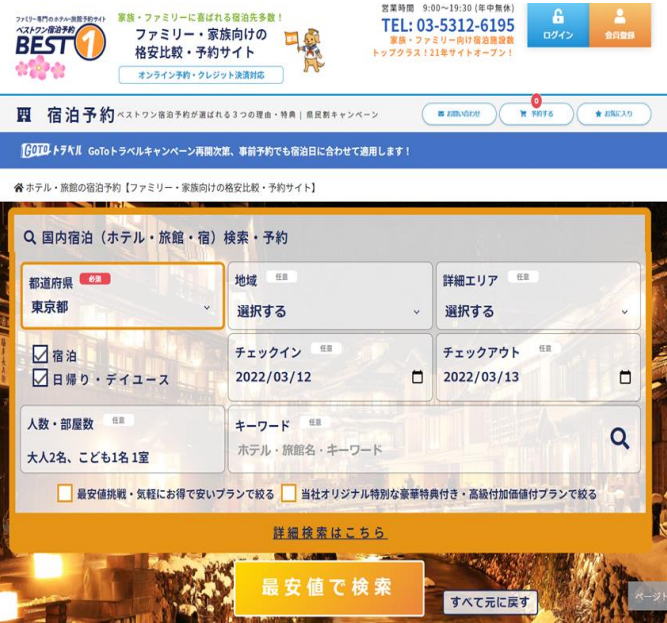 ファミリー専門のホテル・旅館予約サイト
ベストワン宿泊予約
BEST1
家族・ファミリーに喜ばれる宿泊先多数！
ファミリー・家族向けの
格安比較・予約サイト
オンライン予約・クレジット決済対応
営業時間 9:00～19:30 (年中無休)
TEL: 03-5312-6195
家族・ファミリー向け宿泊施設数
トップクラス！21年サイトオープン！
ログイン
会員登録
宿泊予約
ベストワン宿泊予約が選ばれる３つの理由・特典 | 県民割キャンペーン
お問い合わせ
0
予約する
お気に入り
GOTOトラベル GoToトラベルキャンペーン再開次第、事前予約でも宿泊日に合わせて適用します！
ホテル・旅館の宿泊予約【ファミリー・家族向けの格安比較・予約サイト】
国内宿泊（ホテル・旅館・宿）検索・予約
都道府県 必須
東京都
地域 任意
選択する
詳細エリア 任意
選択する
宿泊
日帰り・デイユース
チェックイン 任意
2022/03/12
チェックアウト 任意
2022/03/13
人数・部屋数 任意
大人2名、こども1名 1室
キーワード 任意
ホテル・旅館名・キーワード
最安値挑戦・気軽にお得で安いプランで絞る
当社オリジナル特別な豪華特典付き・高級付加価値付プランで絞る
詳細検索はこちら
最安値で検索
すべて元に戻す
ページト